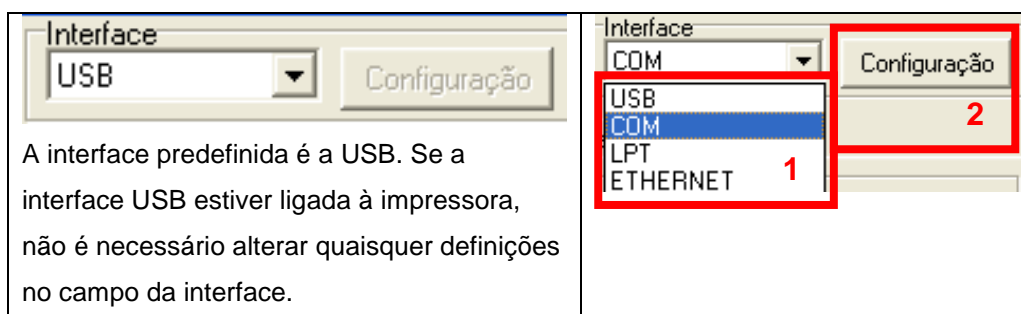 Interface
USB
Configuração
A interface predefinida é a USB. Se a
interface USB estiver ligada à impressora,
não é necessário alterar quaisquer definições
no campo da interface.
Interface
COM
Configuração
USB
COM
LPT
ETHERNET
1
2